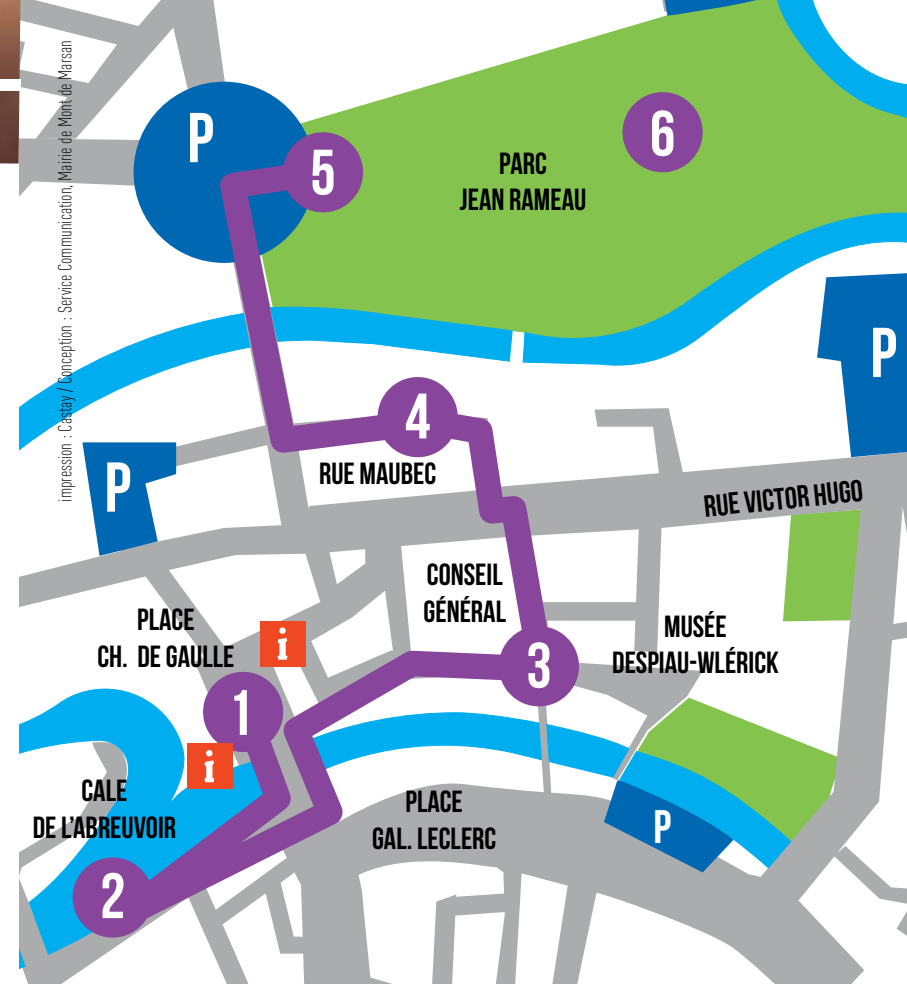 impression : Castay / Conception : Service Communication, Mairie de Mont de Marsan
P
5
6
PARC
JEAN RAMEAU
P
4
RUE MAUBEC
P
RUE VICTOR HUGO
CONSEIL
GÉNÉRAL
PLACE
CH. DE GAULLE
i
MUSÉE
DESPIAU-WLÉRICK
3
1
i
CALE
DE L'ABREUVOIR
PLACE
GAL. LECLERC
P
2